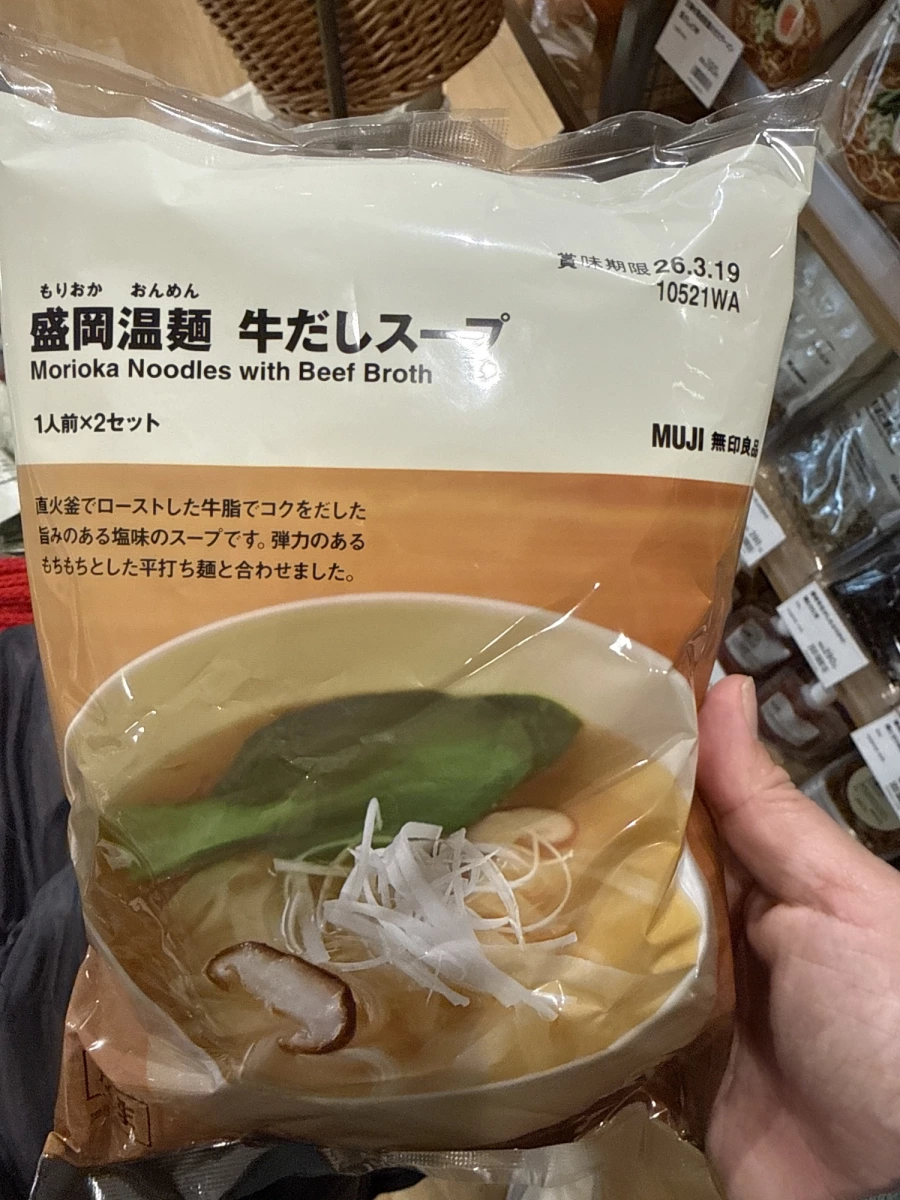 賞味期限 26.3.19
10521WA
もりおか おんめん
盛岡温麺 牛だしスープ
Morioka Noodles with Beef Broth
1人前×2セット
MUJI 無印良品
直火釜でローストした牛脂でコクをだした
旨みのある塩味のスープです。弾力のある
もちもちとした平打ち麺と合わせました。